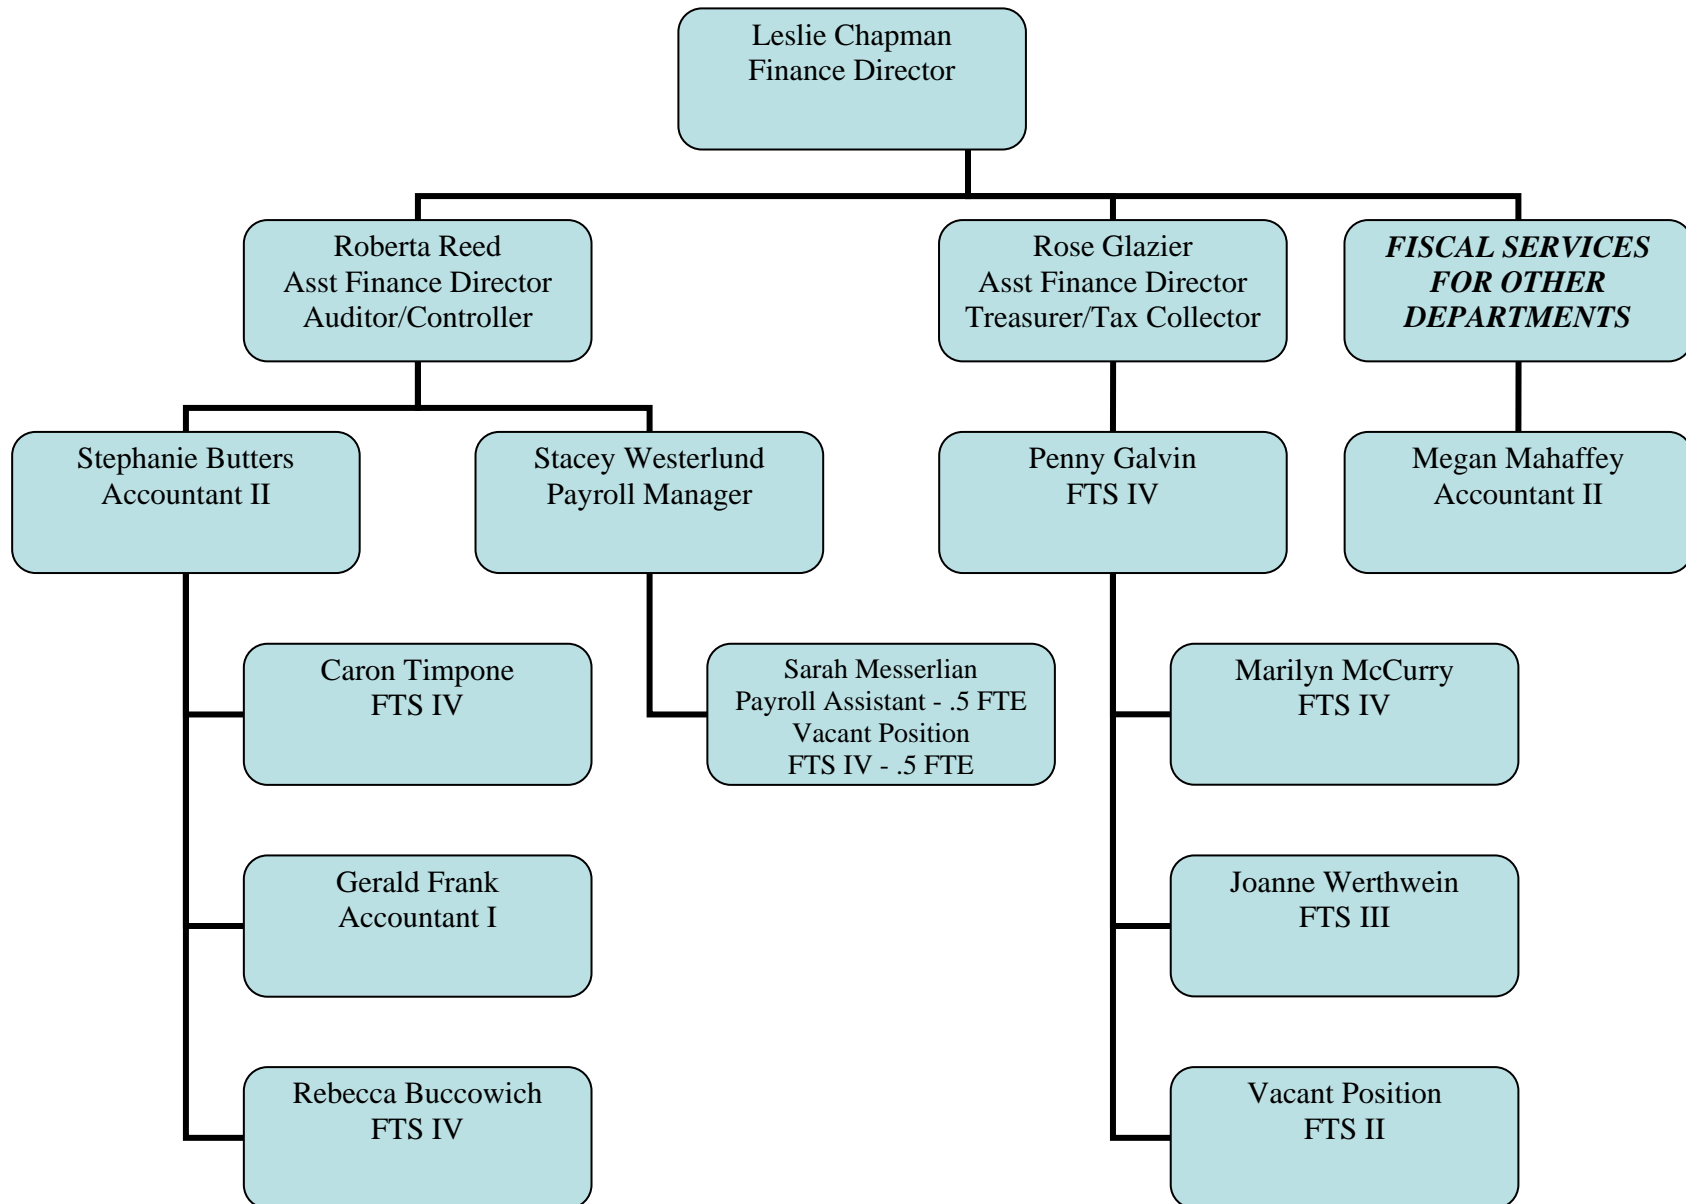 Leslie Chapman
Finance Director
Roberta Reed
Asst Finance Director
Auditor/Controller
Rose Glazier
Asst Finance Director
Treasurer/Tax Collector
FISCAL SERVICES
FOR OTHER
DEPARTMENTS
Stephanie Butters
Accountant II
Stacey Westerlund
Payroll Manager
Penny Galvin
FTS IV
Megan Mahaffey
Accountant II
Caron Timpone
FTS IV
Sarah Messerlian
Payroll Assistant - .5 FTE
Vacant Position
FTS IV - .5 FTE
Marilyn McCurry
FTS IV
Gerald Frank
Accountant I
Joanne Werthwein
FTS III
Rebecca Buccowich
FTS IV
Vacant Position
FTS II